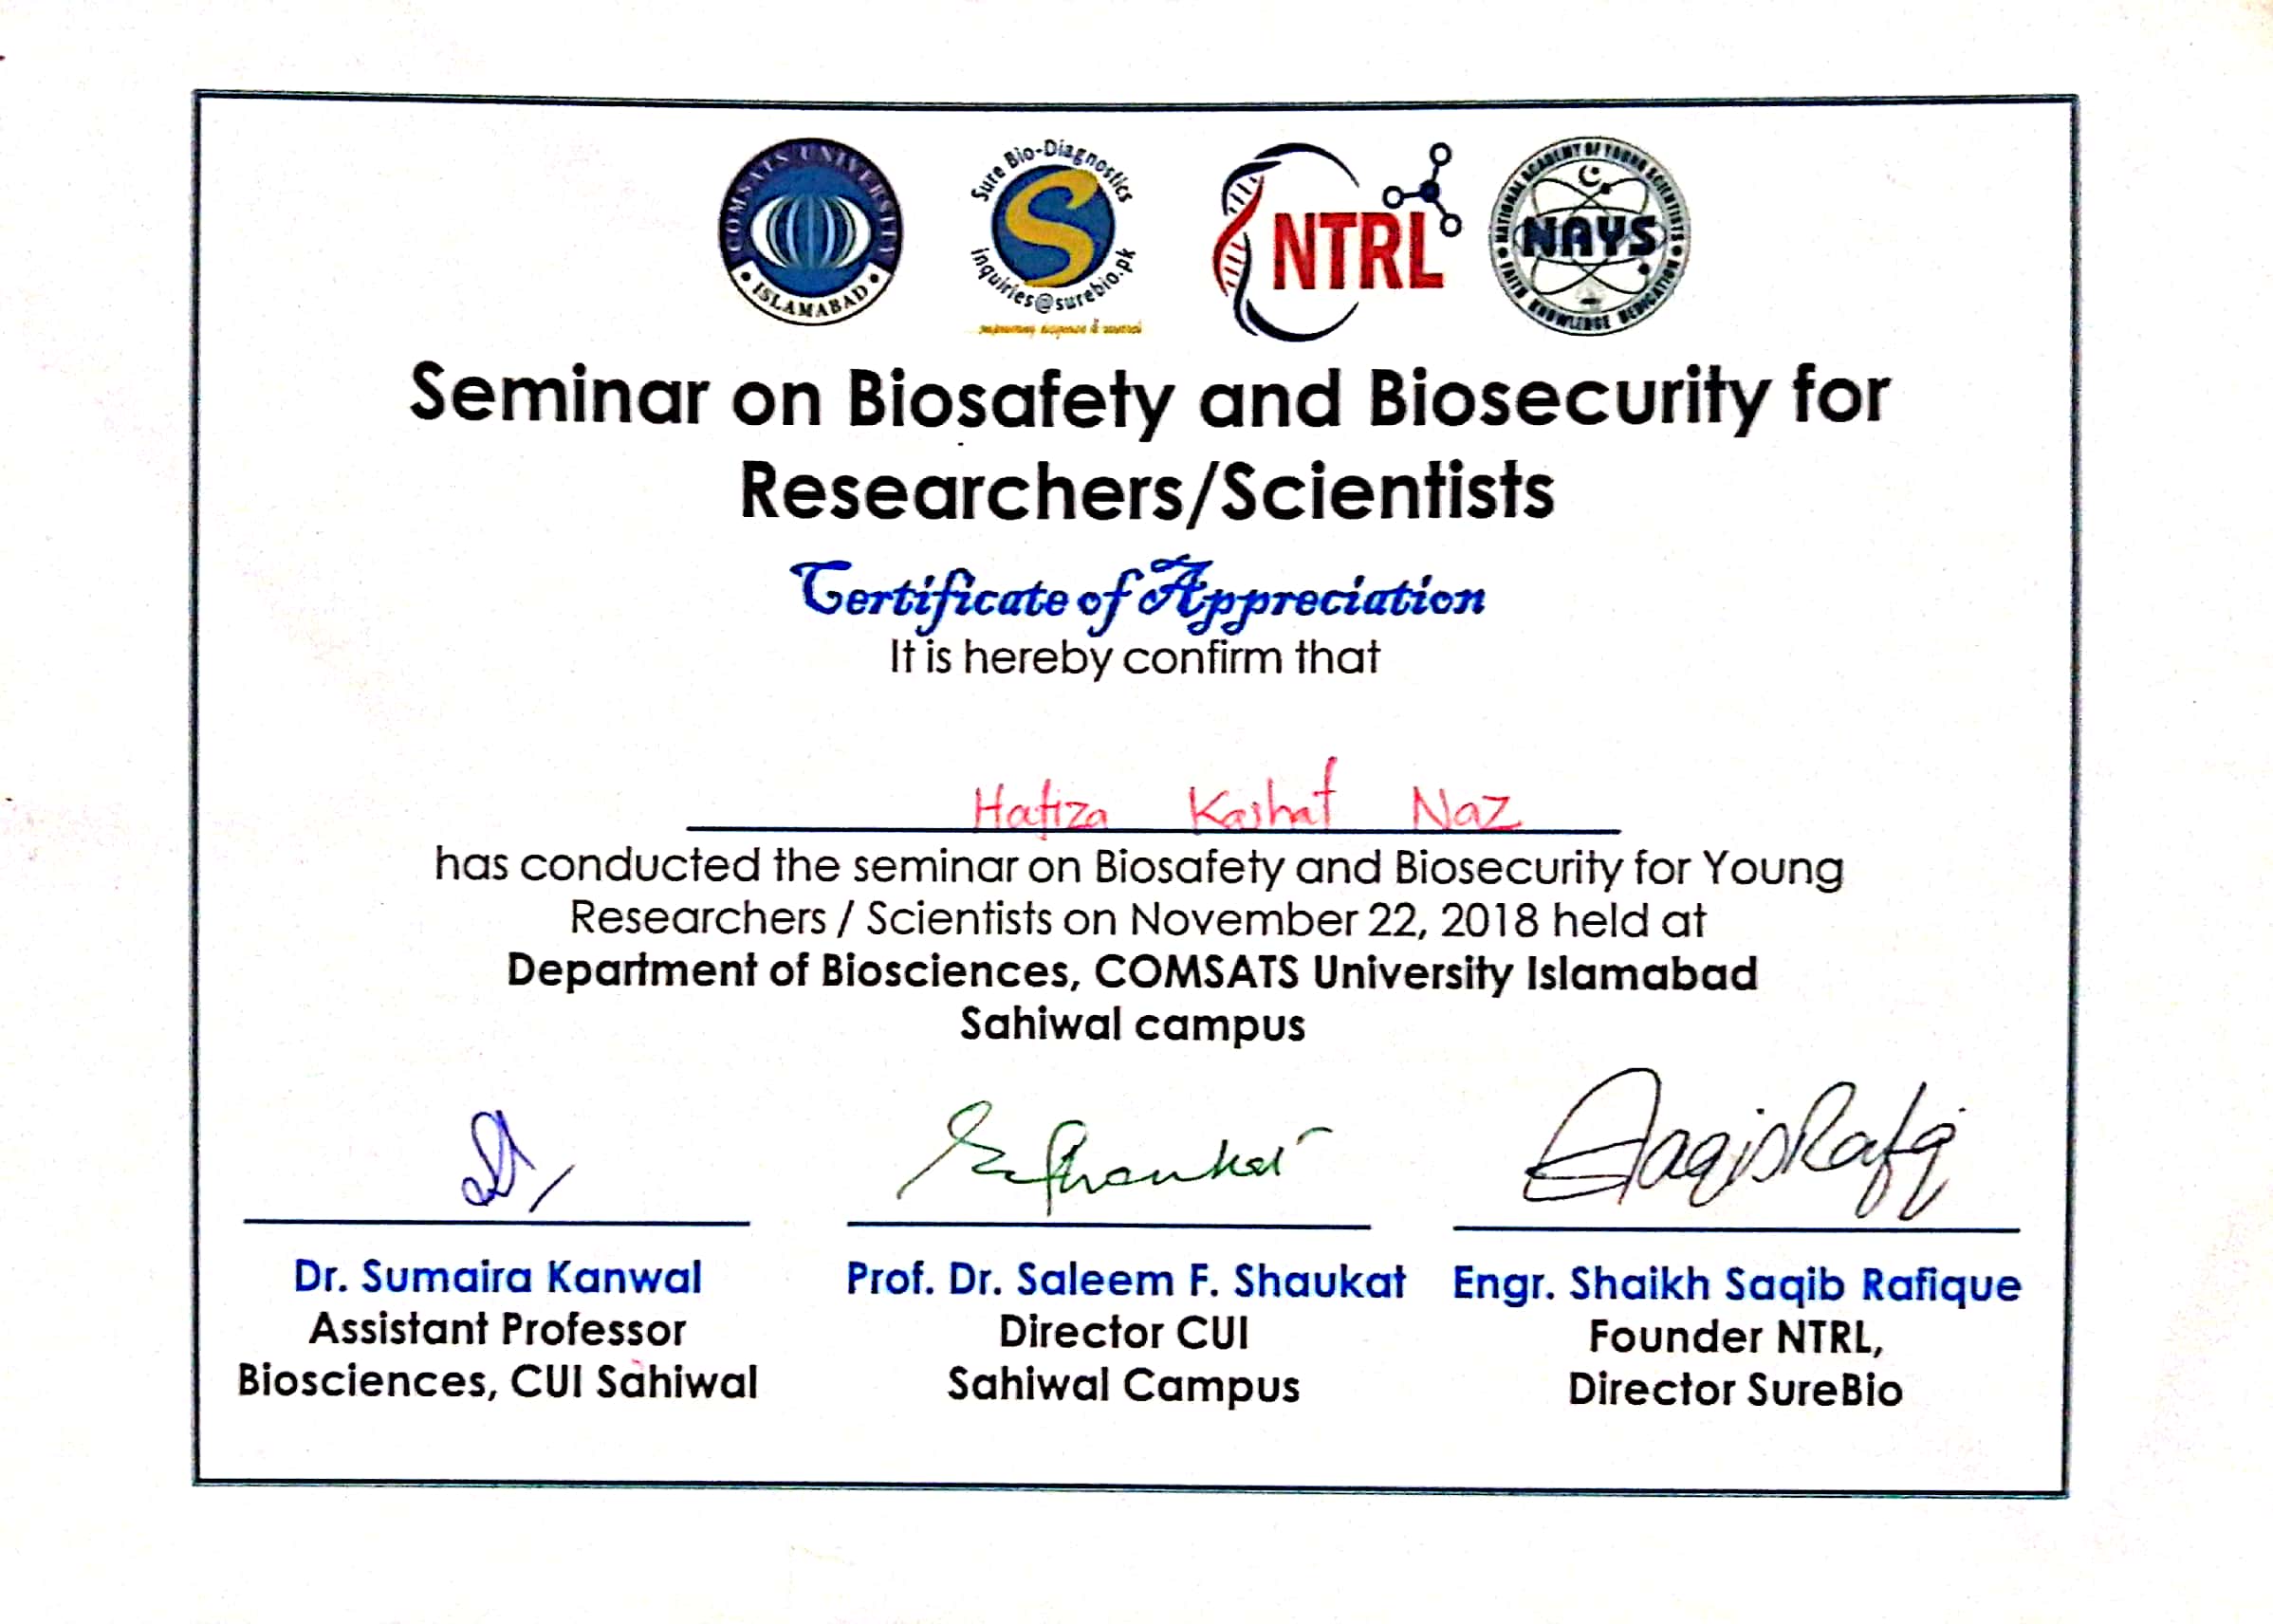 COMSATS UNIVERSITY
ISLAMABAD
Sure Bio-Diagnostics
S
inquiries@surebio.pk
NTRL
NATIONAL ACADEMY OF YOUNG SCIENTISTS
NAYS
FAITH KNOWLEDGE DEDICATION
Seminar on Biosafety and Biosecurity for
Researchers/Scientists
Certificate of Appreciation
It is hereby confirm that
Hafiza Kashaf Naz
has conducted the seminar on Biosafety and Biosecurity for Young
Researchers / Scientists on November 22, 2018 held at
Department of Biosciences, COMSATS University Islamabad
Sahiwal campus
Dr. Sumaira Kanwal
Assistant Professor
Biosciences, CUI Sahiwal
Prof. Dr. Saleem F. Shaukat
Director CUI
Sahiwal Campus
Engr. Shaikh Saqib Rafique
Founder NTRL,
Director SureBio